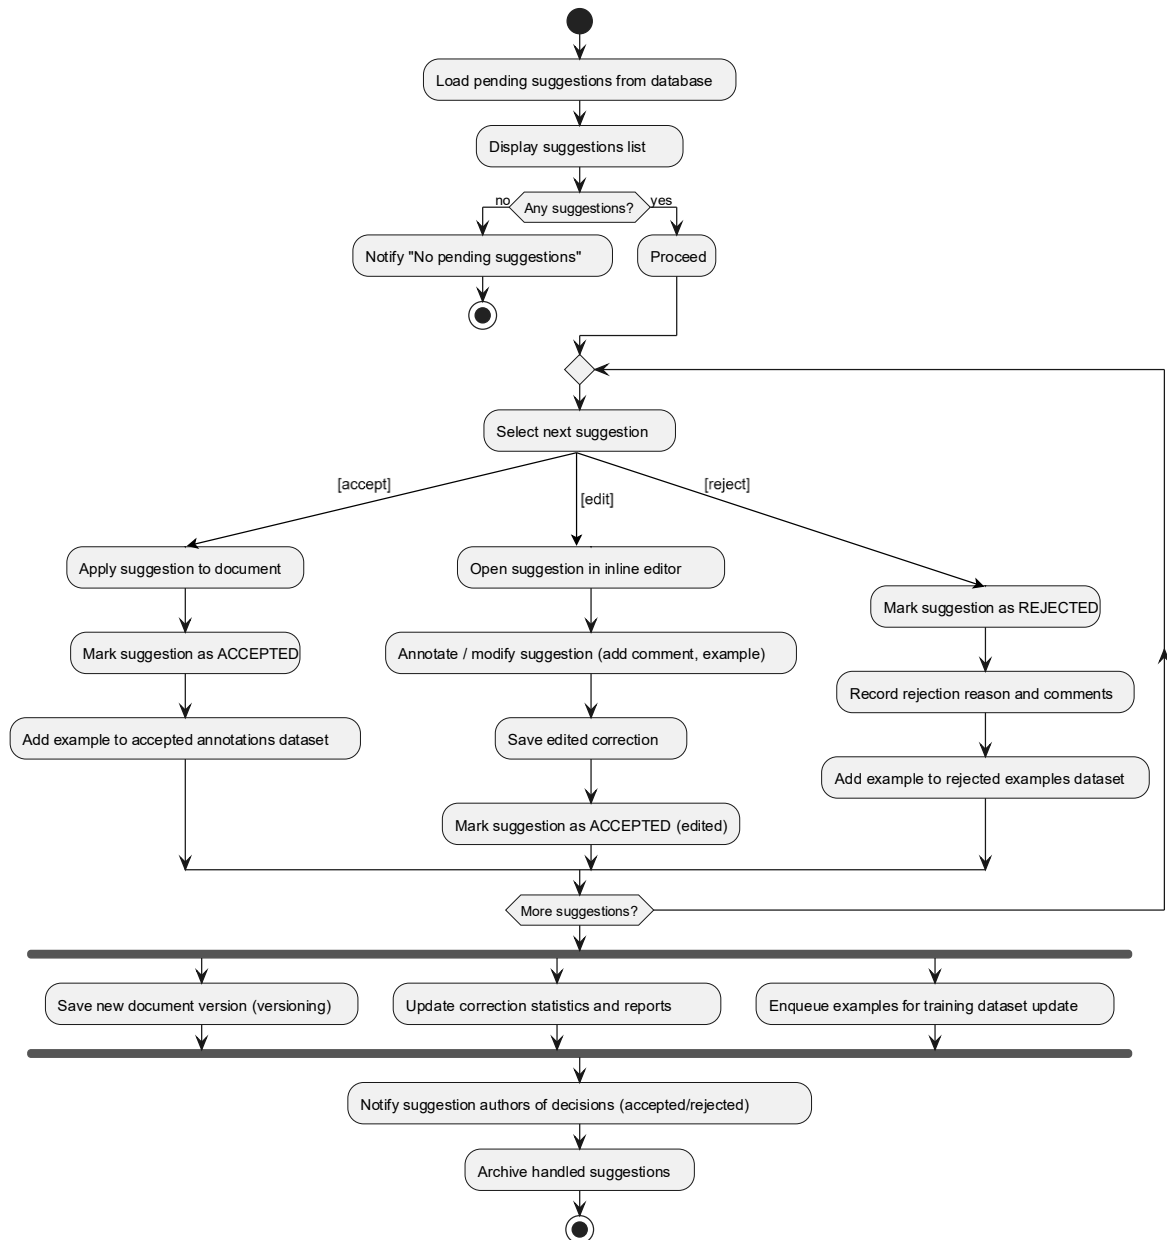 Load pending suggestions from database
Display suggestions list
no
Any suggestions?
yes
Notify "No pending suggestions"
Proceed
Select next suggestion
[accept]
[edit]
[reject]
Apply suggestion to document
Mark suggestion as ACCEPTED
Add example to accepted annotations dataset
Open suggestion in inline editor
Annotate / modify suggestion (add comment, example)
Save edited correction
Mark suggestion as ACCEPTED (edited)
Mark suggestion as REJECTED
Record rejection reason and comments
Add example to rejected examples dataset
More suggestions?
Save new document version (versioning)
Update correction statistics and reports
Enqueue examples for training dataset update
Notify suggestion authors of decisions (accepted/rejected)
Archive handled suggestions